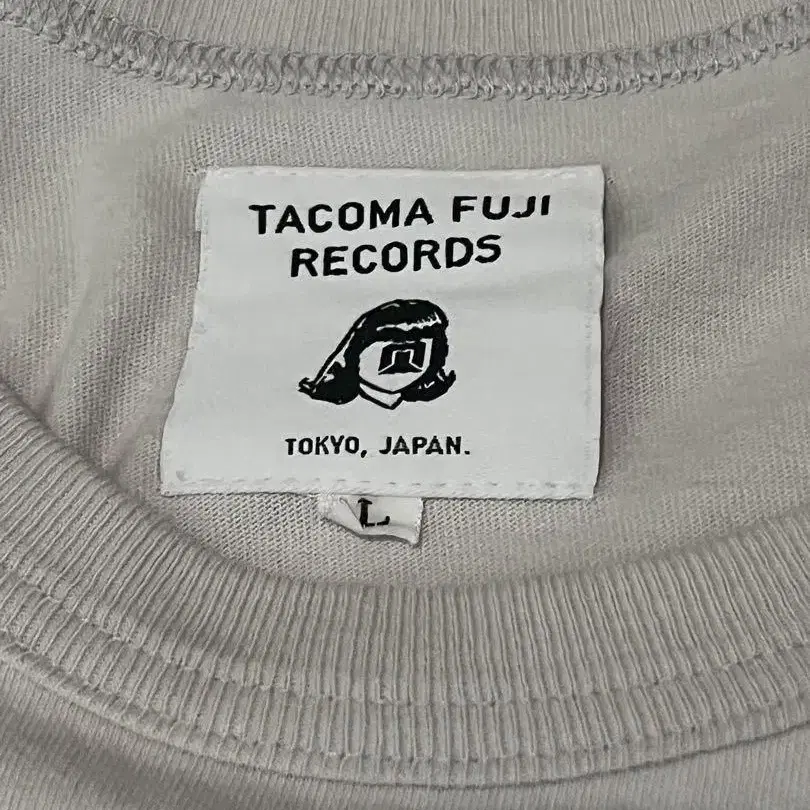 TACOMA FUJI
RECORDS
TOKYO, JAPAN.
L